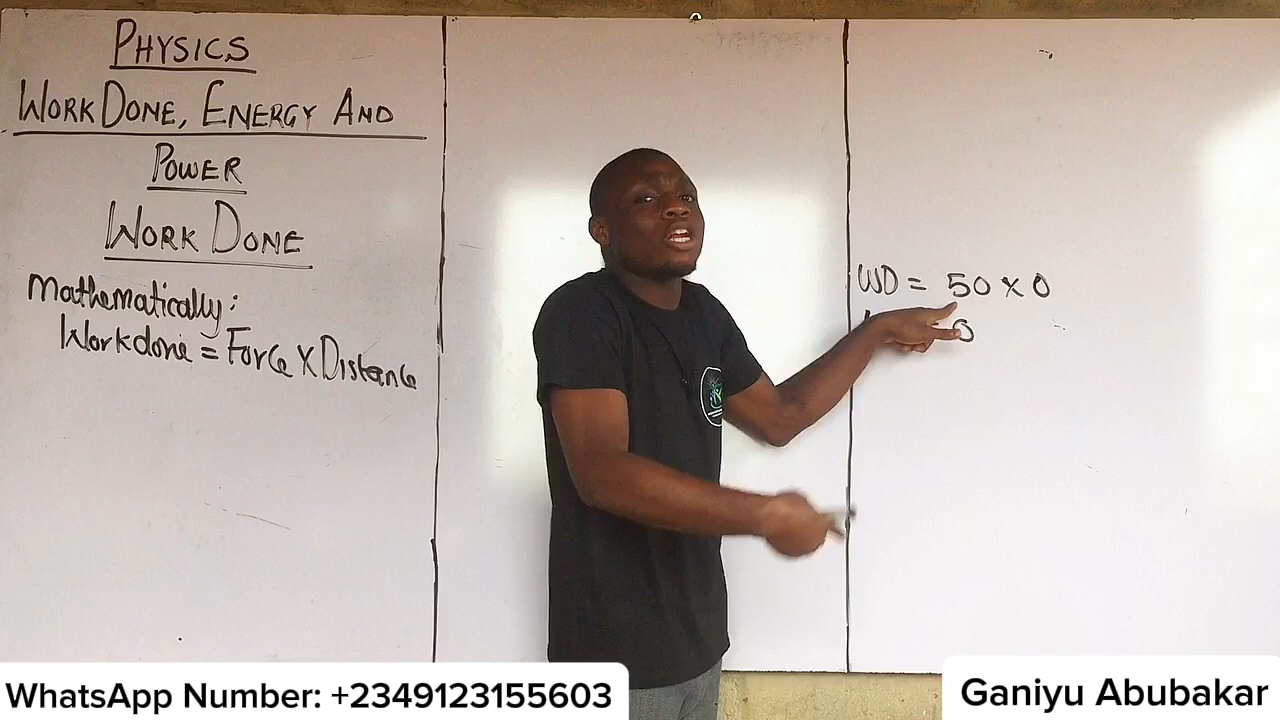 PHYSICS
WORK DONE, ENERGY AND
POWER
WORK DONE
Mathematically:
Workdone = Force X Distance
WD = 50 x 0
0
WhatsApp Number: +2349123155603
Ganiyu Abubakar